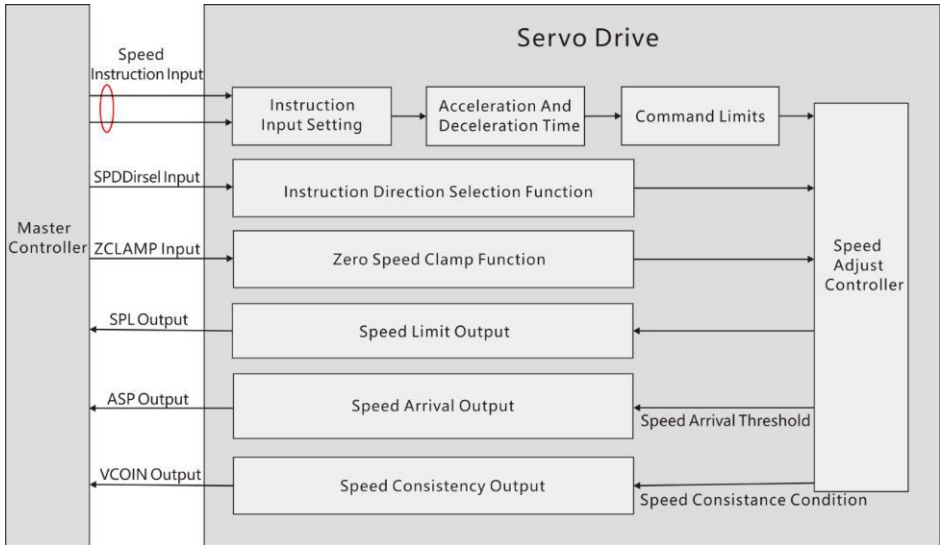 Servo Drive
Speed
Instruction Input
Instruction
Input Setting
Acceleration And
Deceleration Time
Command Limits
SPDDirsel Input
Instruction Direction Selection Function
Master
Controller
ZCLAMP Input
Zero Speed Clamp Function
Speed
Adjust
Controller
SPL Output
Speed Limit Output
ASP Output
Speed Arrival Output
Speed Arrival Threshold
VCOIN Output
Speed Consistency Output
Speed Consistance Condition